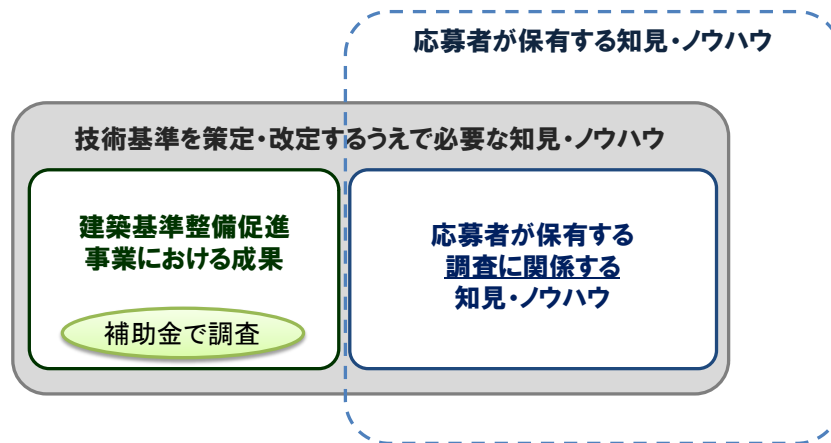 応募者が保有する知見・ノウハウ
技術基準を策定・改定するうえで必要な知見・ノウハウ
建築基準整備促進
事業における成果
補助金で調査
応募者が保有する
調査に関係する
知見・ノウハウ